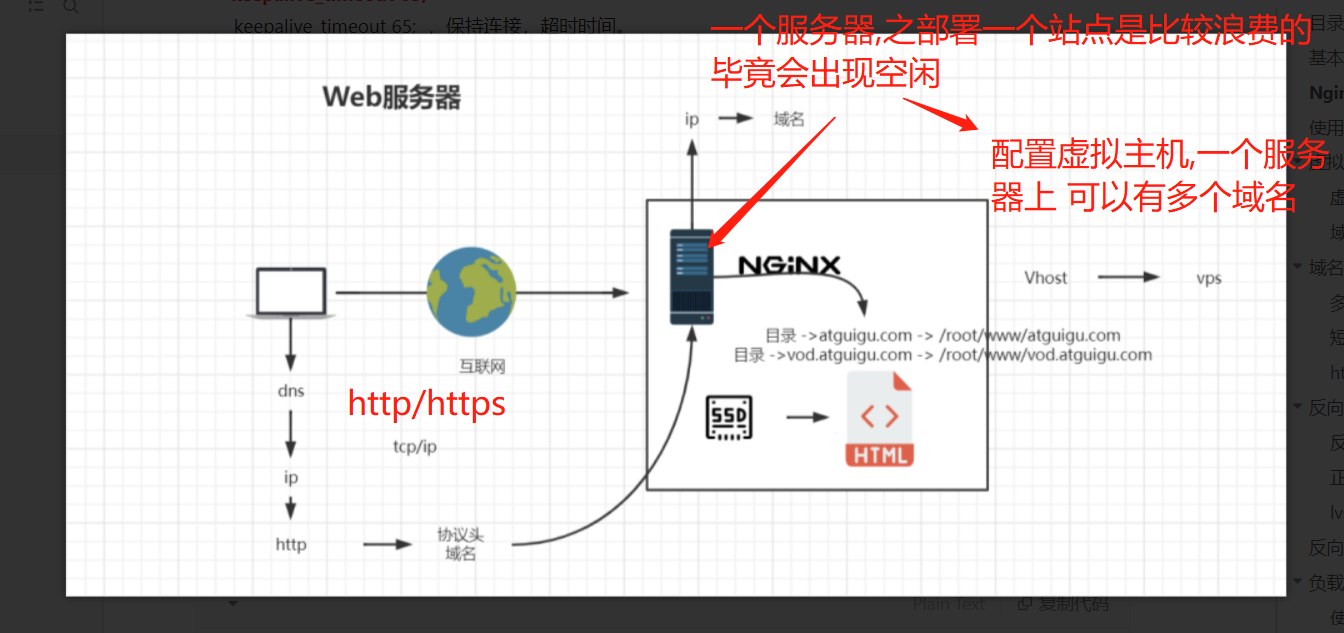 keepalive_timeout 65;
keepalive_timeout 65; ，保持连接，超时时间。
一个服务器,之部署一个站点是比较浪费的
毕竟会出现空闲
Web服务器
ip
域名
配置虚拟主机,一个服务
器上 可以有多个域名
NGiNX
Vhost
vps
目录 ->atguigu.com -> /root/www/atguigu.com
目录 ->vod.atguigu.com -> /root/www/vod.atguigu.com
互联网
dns
http/https
tcp/ip
SSD
HTML
ip
http
协议头
域名
Plain Text
复制代码
目录
基本
Ngin
使用
虚拟
虚
域
域名
多
短
ht
反向
反
正
lv
反向
负载
使